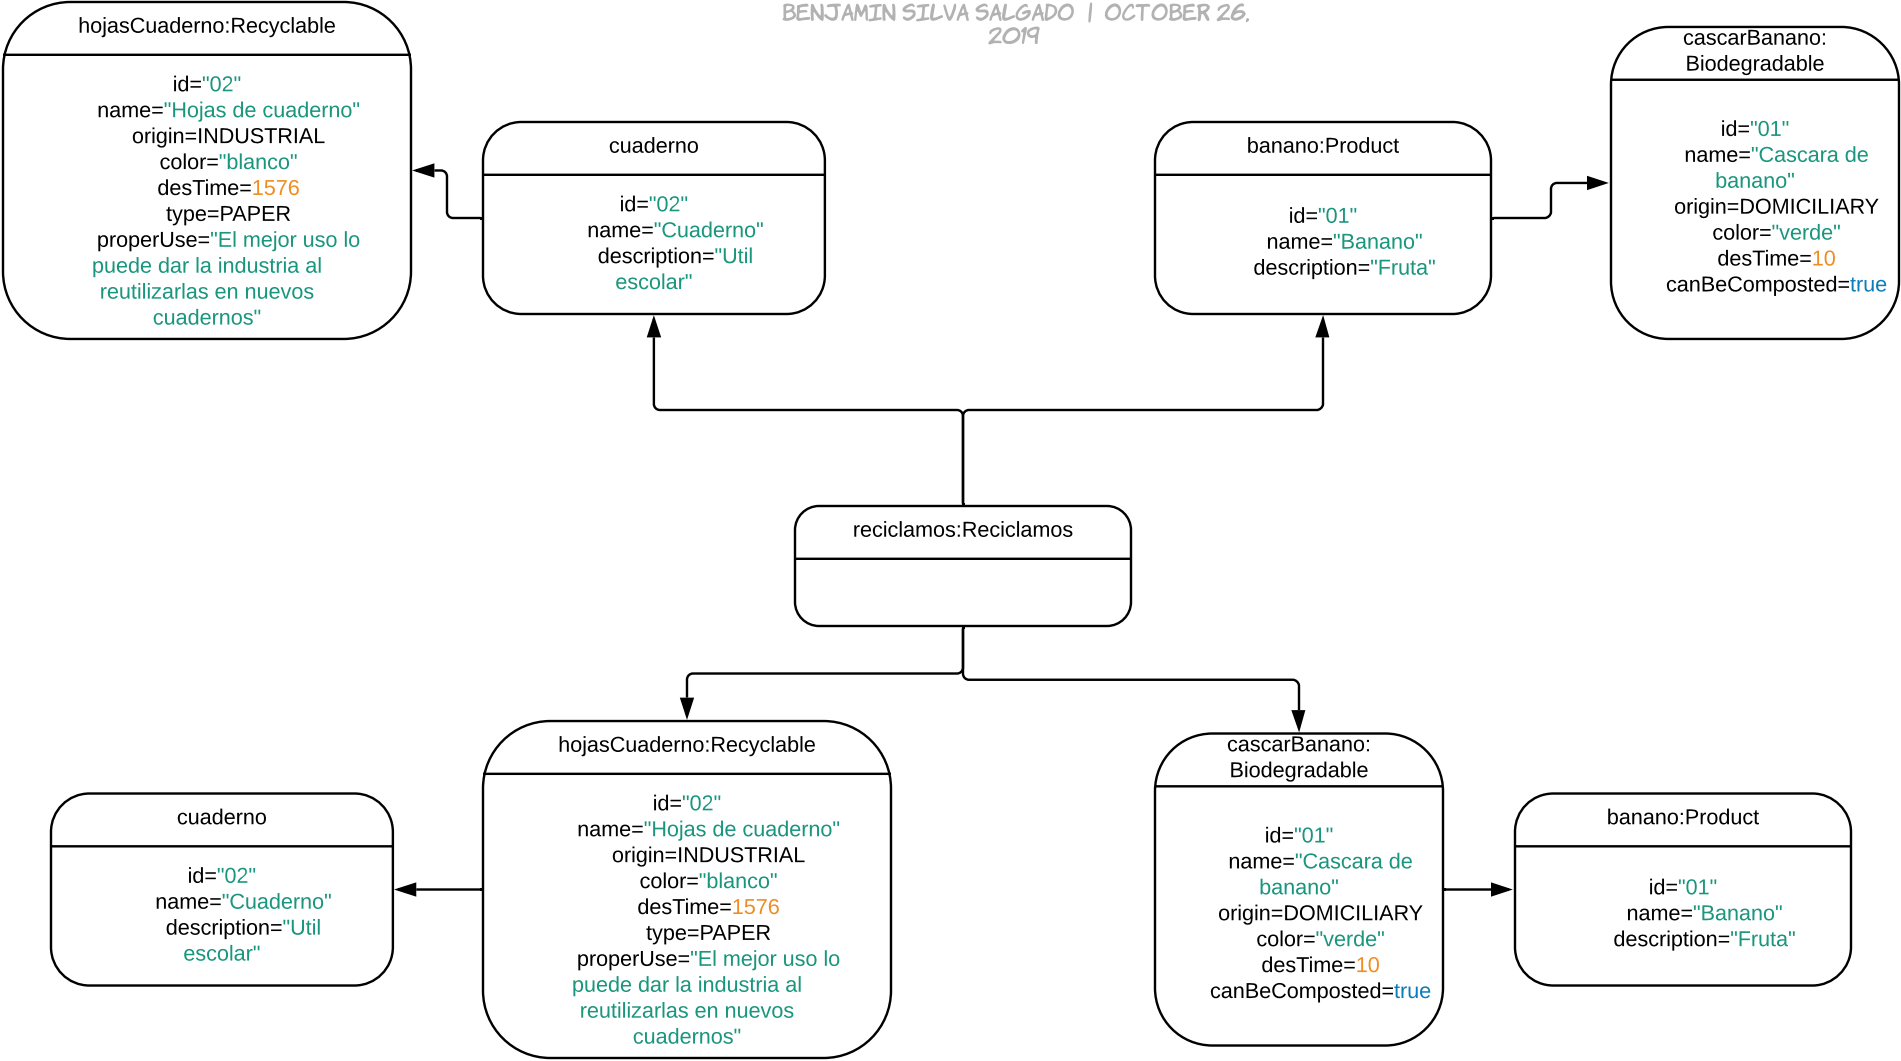 BENJAMIN SILVA SALGADO | OCTOBER 26,
2019
hojasCuaderno:Recyclable
id="02"
name="Hojas de cuaderno"
origin=INDUSTRIAL
color="blanco"
desTime=1576
type=PAPER
properUse="El mejor uso lo
puede dar la industria al
reutilizarlas en nuevos
cuadernos"
cuaderno
id="02"
name="Cuaderno"
description="Util
escolar"
banano:Product
id="01"
name="Banano"
description="Fruta"
cascarBanano:
Biodegradable
id="01"
name="Cascara de
banano"
origin=DOMICILIARY
color="verde"
desTime=10
canBeComposted=true
reciclamos:Reciclamos
cuaderno
id="02"
name="Cuaderno"
description="Util
escolar"
hojasCuaderno:Recyclable
id="02"
name="Hojas de cuaderno"
origin=INDUSTRIAL
color="blanco"
desTime=1576
type=PAPER
properUse="El mejor uso lo
puede dar la industria al
reutilizarlas en nuevos
cuadernos"
cascarBanano:
Biodegradable
id="01"
name="Cascara de
banano"
origin=DOMICILIARY
color="verde"
desTime=10
canBeComposted=true
banano:Product
id="01"
name="Banano"
description="Fruta"